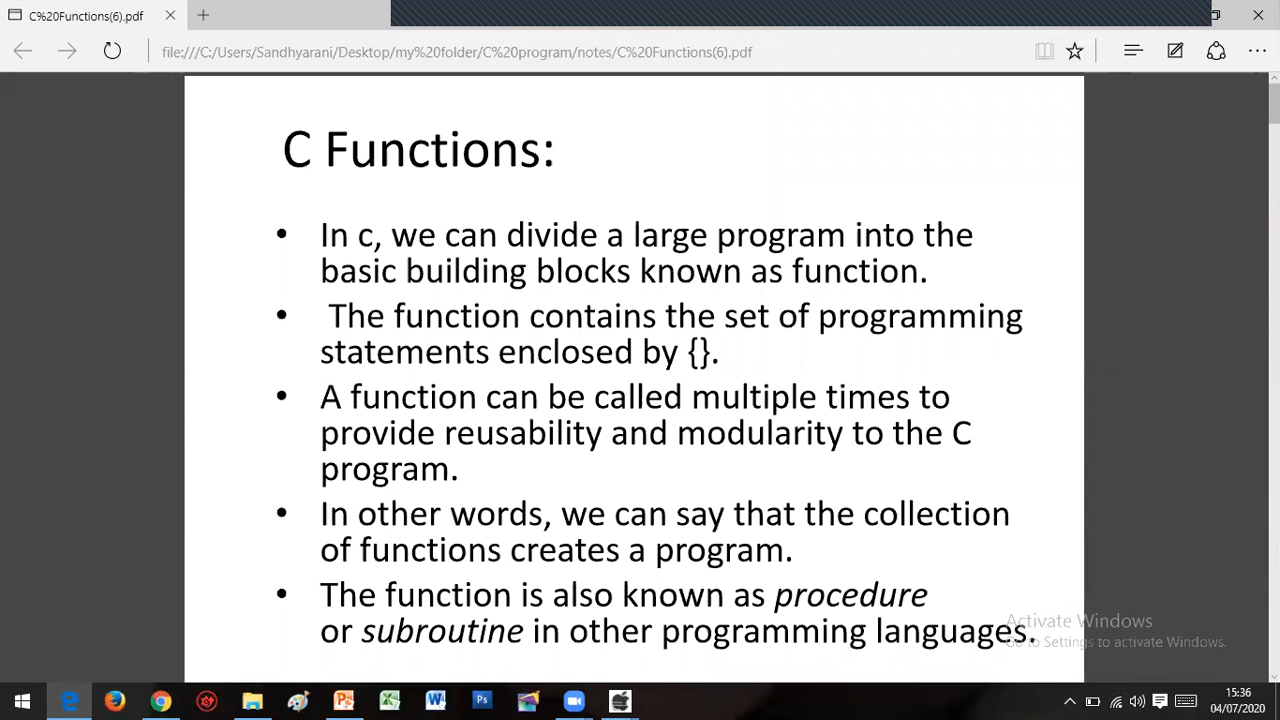 C%20Functions(6).pdf
file:///C:/Users/Sandhyarani/Desktop/my%20folder/C%20program/notes/C%20Functions(6).pdf
C Functions:
• In c, we can divide a large program into the
basic building blocks known as function.
• The function contains the set of programming
statements enclosed by {}.
• A function can be called multiple times to
provide reusability and modularity to the C
program.
• In other words, we can say that the collection
of functions creates a program.
• The function is also known as procedure
or subroutine in other programming languages.
Activate Windows
Go to Settings to activate Windows.
15:36
04/07/2020